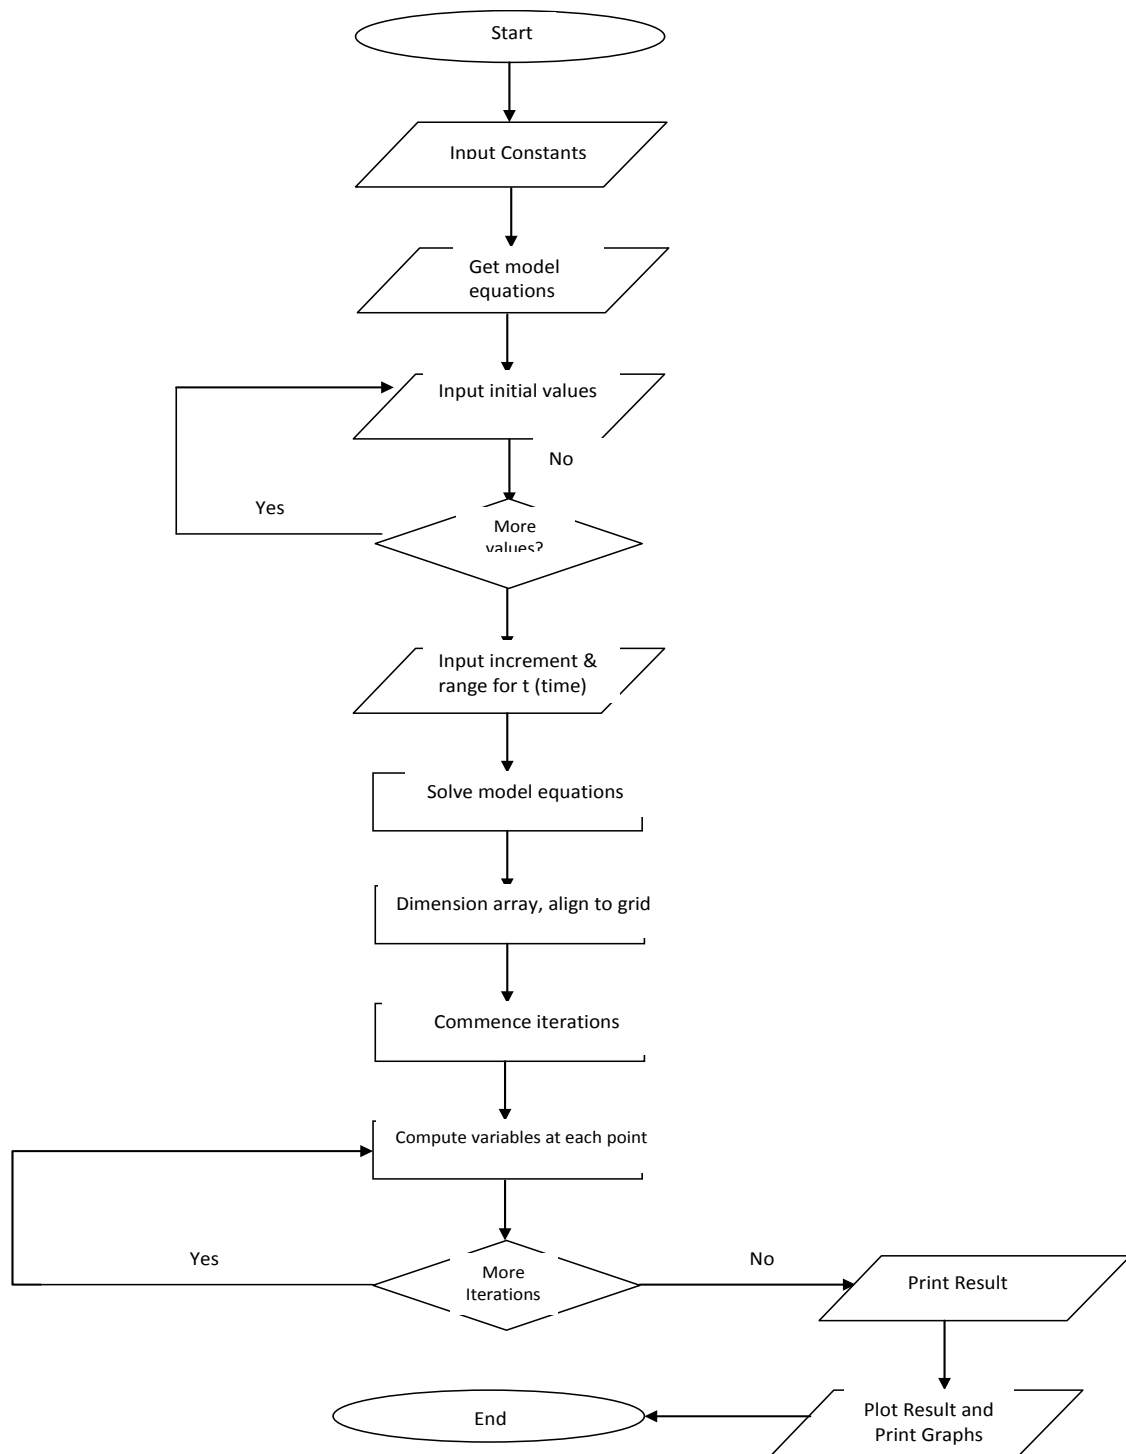 Start
Input Constants
Get model
equations
Input initial values
No
Yes
More
values?
Input increment &
range for t (time)
Solve model equations
Dimension array, align to grid
Commence iterations
Compute variables at each point
Yes
No
More
Iterations
Print Result
Plot Result and
Print Graphs
End